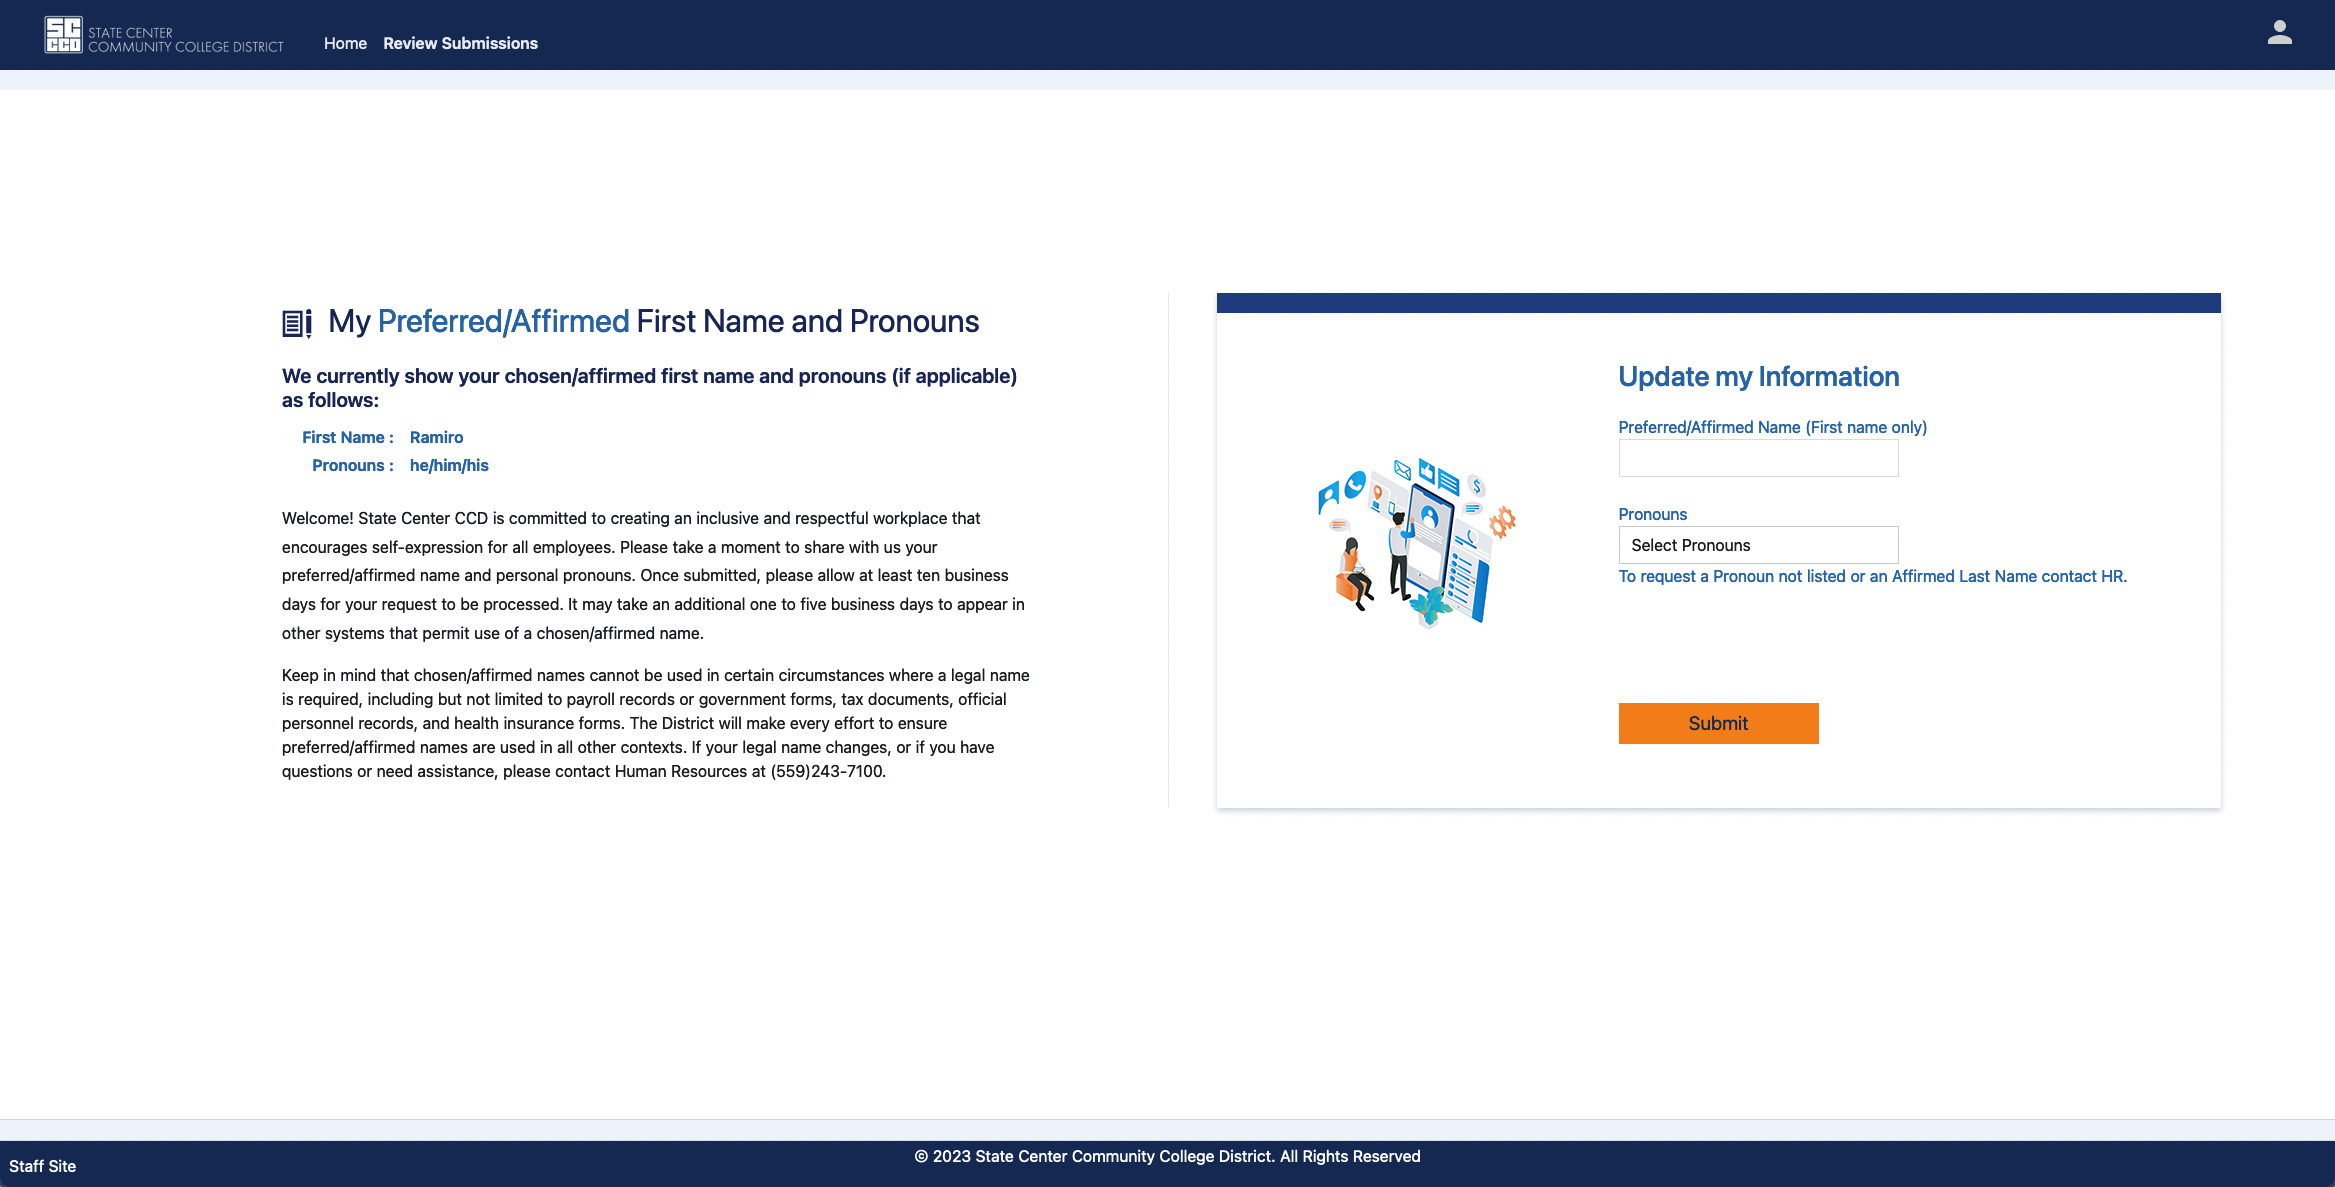 SC
CCD
STATE CENTER
COMMUNITY COLLEGE DISTRICT
Home Review Submissions
My Preferred/Affirmed First Name and Pronouns
We currently show your chosen/affirmed first name and pronouns (if applicable)
as follows:
First Name : Ramiro
Pronouns : he/him/his
Welcome! State Center CCD is committed to creating an inclusive and respectful workplace that
encourages self-expression for all employees. Please take a moment to share with us your
preferred/affirmed name and personal pronouns. Once submitted, please allow at least ten business
days for your request to be processed. It may take an additional one to five business days to appear in
other systems that permit use of a chosen/affirmed name.
Keep in mind that chosen/affirmed names cannot be used in certain circumstances where a legal name
is required, including but not limited to payroll records or government forms, tax documents, official
personnel records, and health insurance forms. The District will make every effort to ensure
preferred/affirmed names are used in all other contexts. If your legal name changes, or if you have
questions or need assistance, please contact Human Resources at (559)243-7100.
Update my Information
Preferred/Affirmed Name (First name only)
Pronouns
Select Pronouns
To request a Pronoun not listed or an Affirmed Last Name contact HR.
$
Submit
© 2023 State Center Community College District. All Rights Reserved
Staff Site